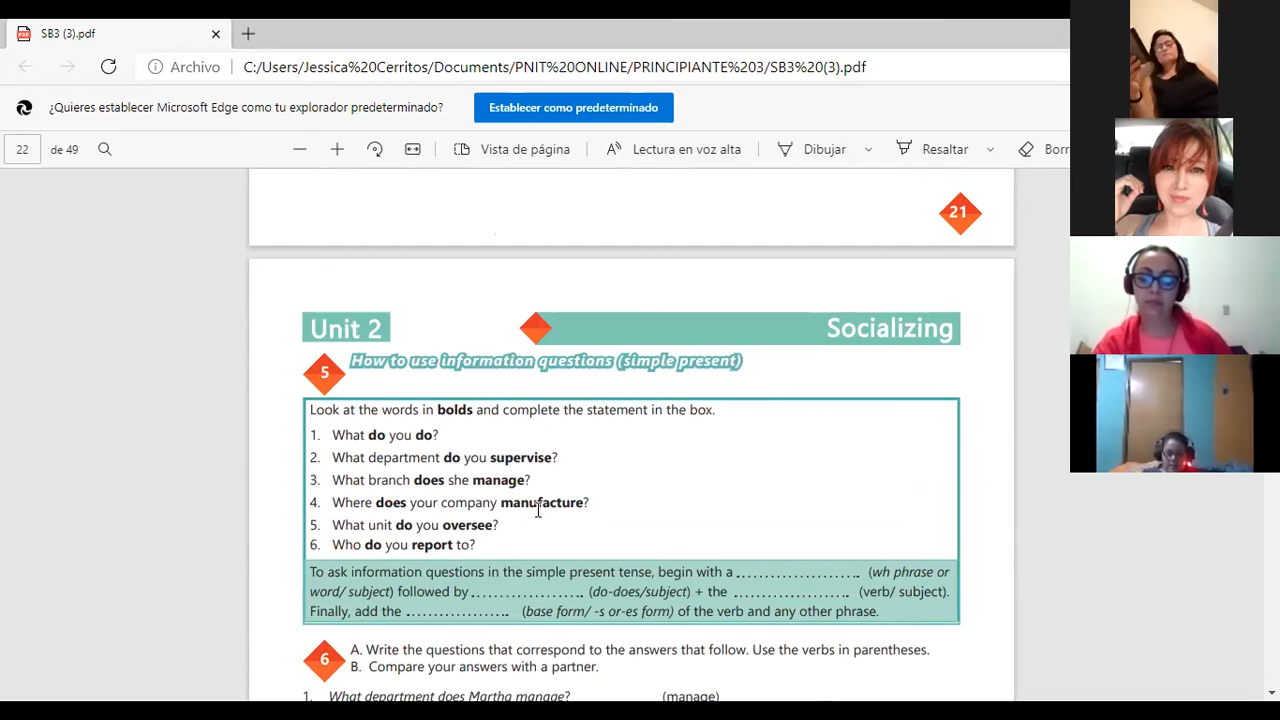 SB3 (3).pdf
Archivo C:/Users/Jessica%20Cerritos/Documents/PNIT%20ONLINE/PRINCIPIANTE%203/SB3%20(3).pdf
¿Quieres establecer Microsoft Edge como tu explorador predeterminado? Establecer como predeterminado
22 de 49 Vista de página Lectura en voz alta Dibujar Resaltar Borr
21
Unit 2 Socializing
5 How to use information questions (simple present)
Look at the words in bolds and complete the statement in the box.
1. What do you do?
2. What department do you supervise?
3. What branch does she manage?
4. Where does your company manufacture?
5. What unit do you oversee?
6. Who do you report to?
To ask information questions in the simple present tense, begin with a ..................... (wh phrase or
word/ subject) followed by ................... (do-does/subject) + the ................... (verb/ subject).
Finally, add the ................. (base form/ -s or-es form) of the verb and any other phrase.
6 A. Write the questions that correspond to the answers that follow. Use the verbs in parentheses.
B. Compare your answers with a partner.
1. What department does Martha manage? (manage)